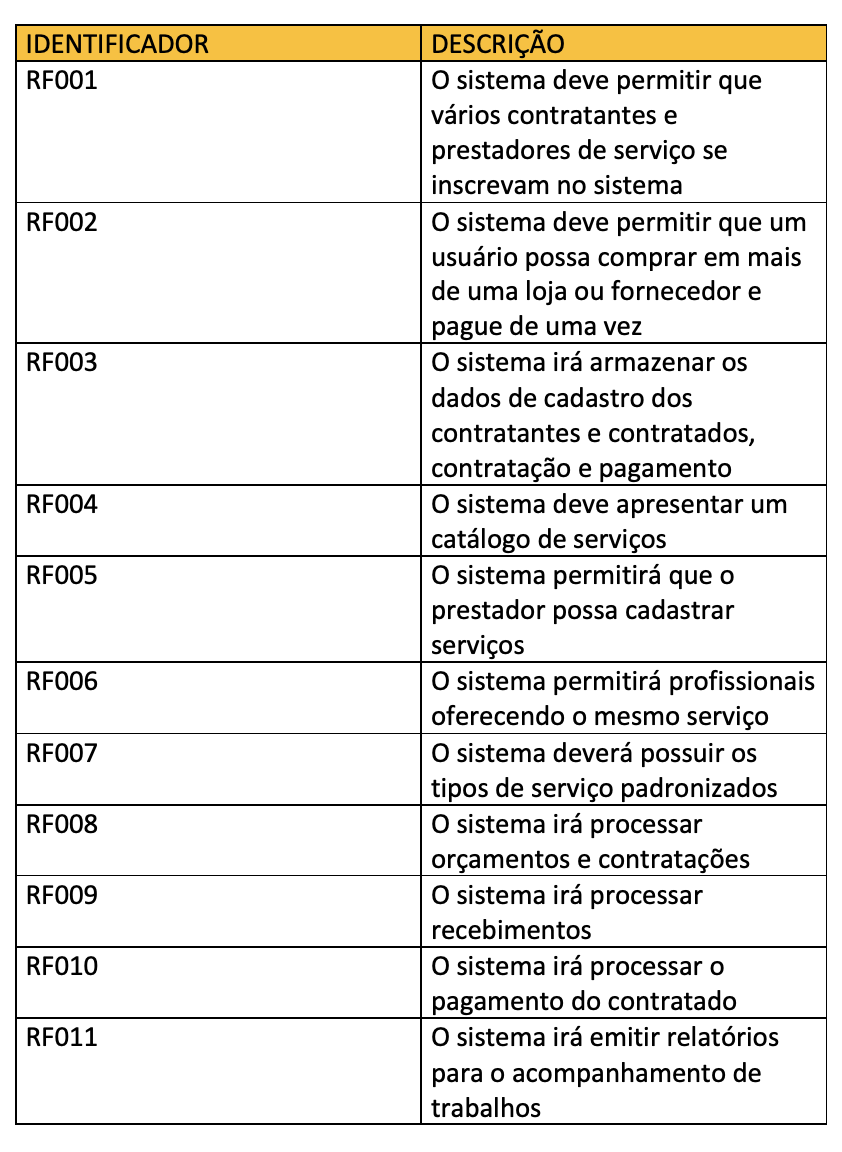 IDENTIFICADOR
DESCRIÇÃO
RF001
O sistema deve permitir que
vários contratantes e
prestadores de serviço se
inscrevam no sistema
RF002
O sistema deve permitir que um
usuário possa comprar em mais
de uma loja ou fornecedor e
pague de uma vez
RF003
O sistema irá armazenar os
dados de cadastro dos
contratantes e contratados,
contratação e pagamento
RF004
O sistema deve apresentar um
catálogo de serviços
RF005
O sistema permitirá que o
prestador possa cadastrar
serviços
RF006
O sistema permitirá profissionais
oferecendo o mesmo serviço
RF007
O sistema deverá possuir os
tipos de serviço padronizados
RF008
O sistema irá processar
orçamentos e contratações
RF009
O sistema irá processar
recebimentos
RF010
O sistema irá processar o
pagamento do contratado
RF011
O sistema irá emitir relatórios
para o acompanhamento de
trabalhos